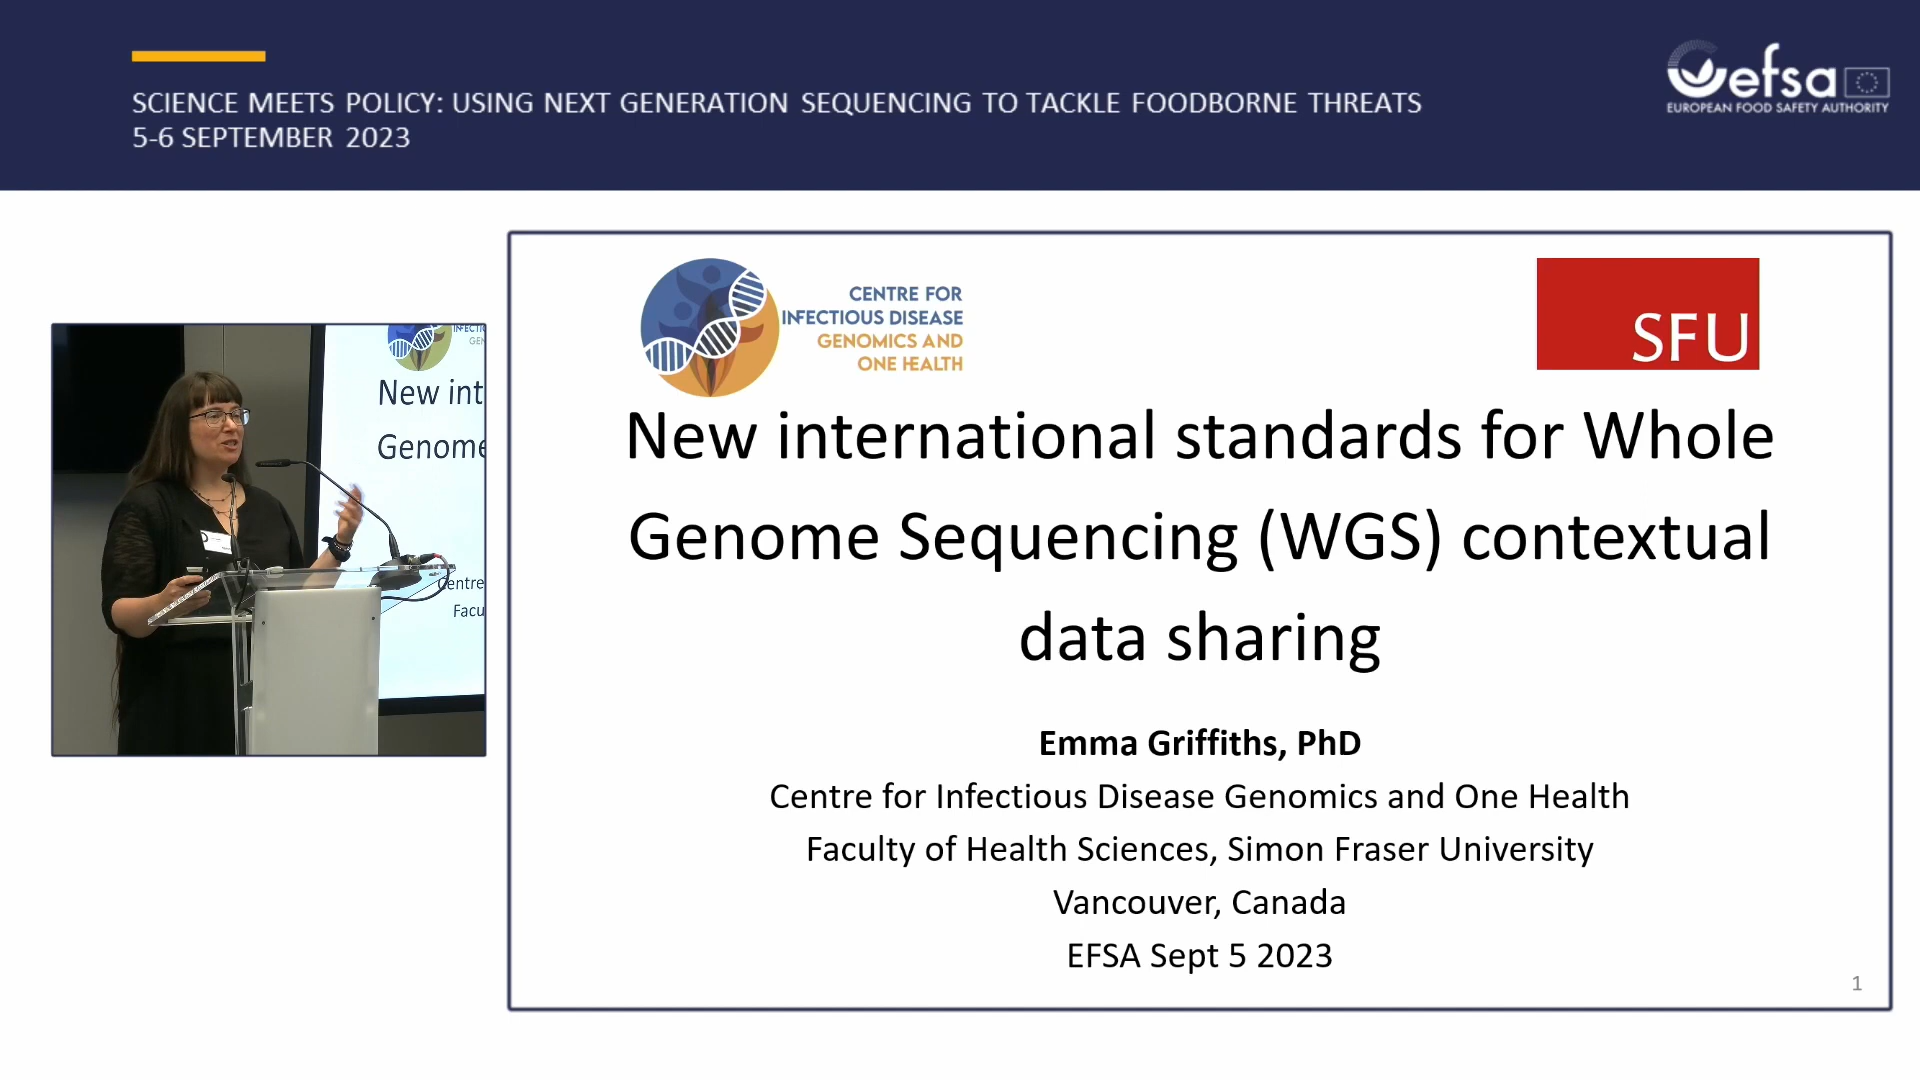 SCIENCE MEETS POLICY: USING NEXT GENERATION SEQUENCING TO TACKLE FOODBORNE THREATS
5-6 SEPTEMBER 2023
efsa
EUROPEAN FOOD SAFETY AUTHORITY
New int
Genome
Centre
Facu
CENTRE FOR
INFECTIOUS DISEASE
GENOMICS AND
ONE HEALTH
SFU
New international standards for Whole
Genome Sequencing (WGS) contextual
data sharing
Emma Griffiths, PhD
Centre for Infectious Disease Genomics and One Health
Faculty of Health Sciences, Simon Fraser University
Vancouver, Canada
EFSA Sept 5 2023
1